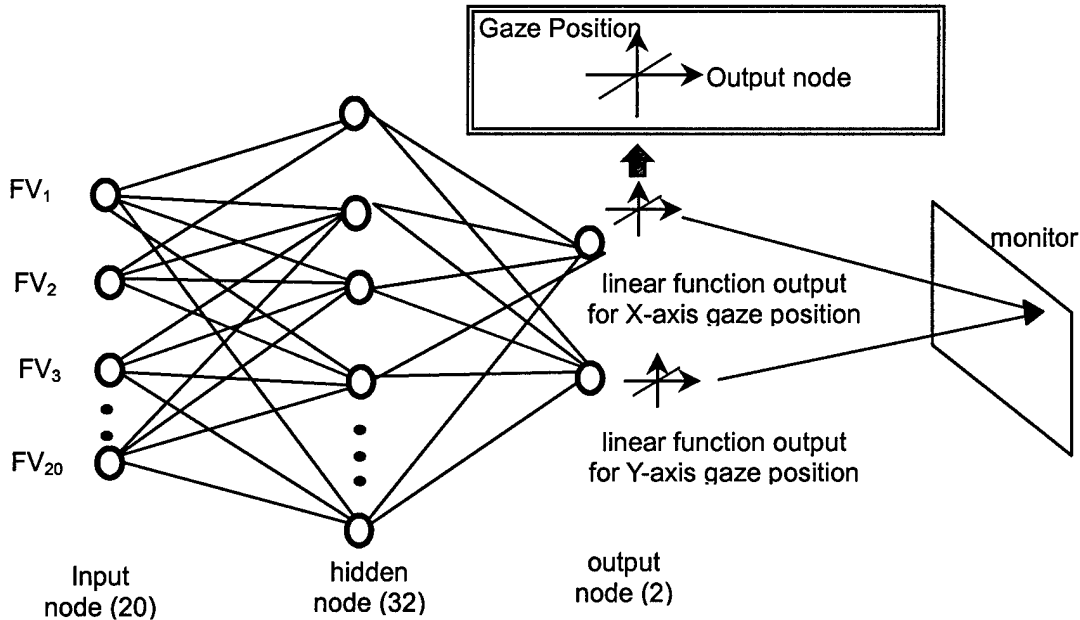 Gaze Position
Output node
FV1
FV2
FV3
FV20
monitor
linear function output
for X-axis gaze position
linear function output
for Y-axis gaze position
Input
node (20)
hidden
node (32)
output
node (2)